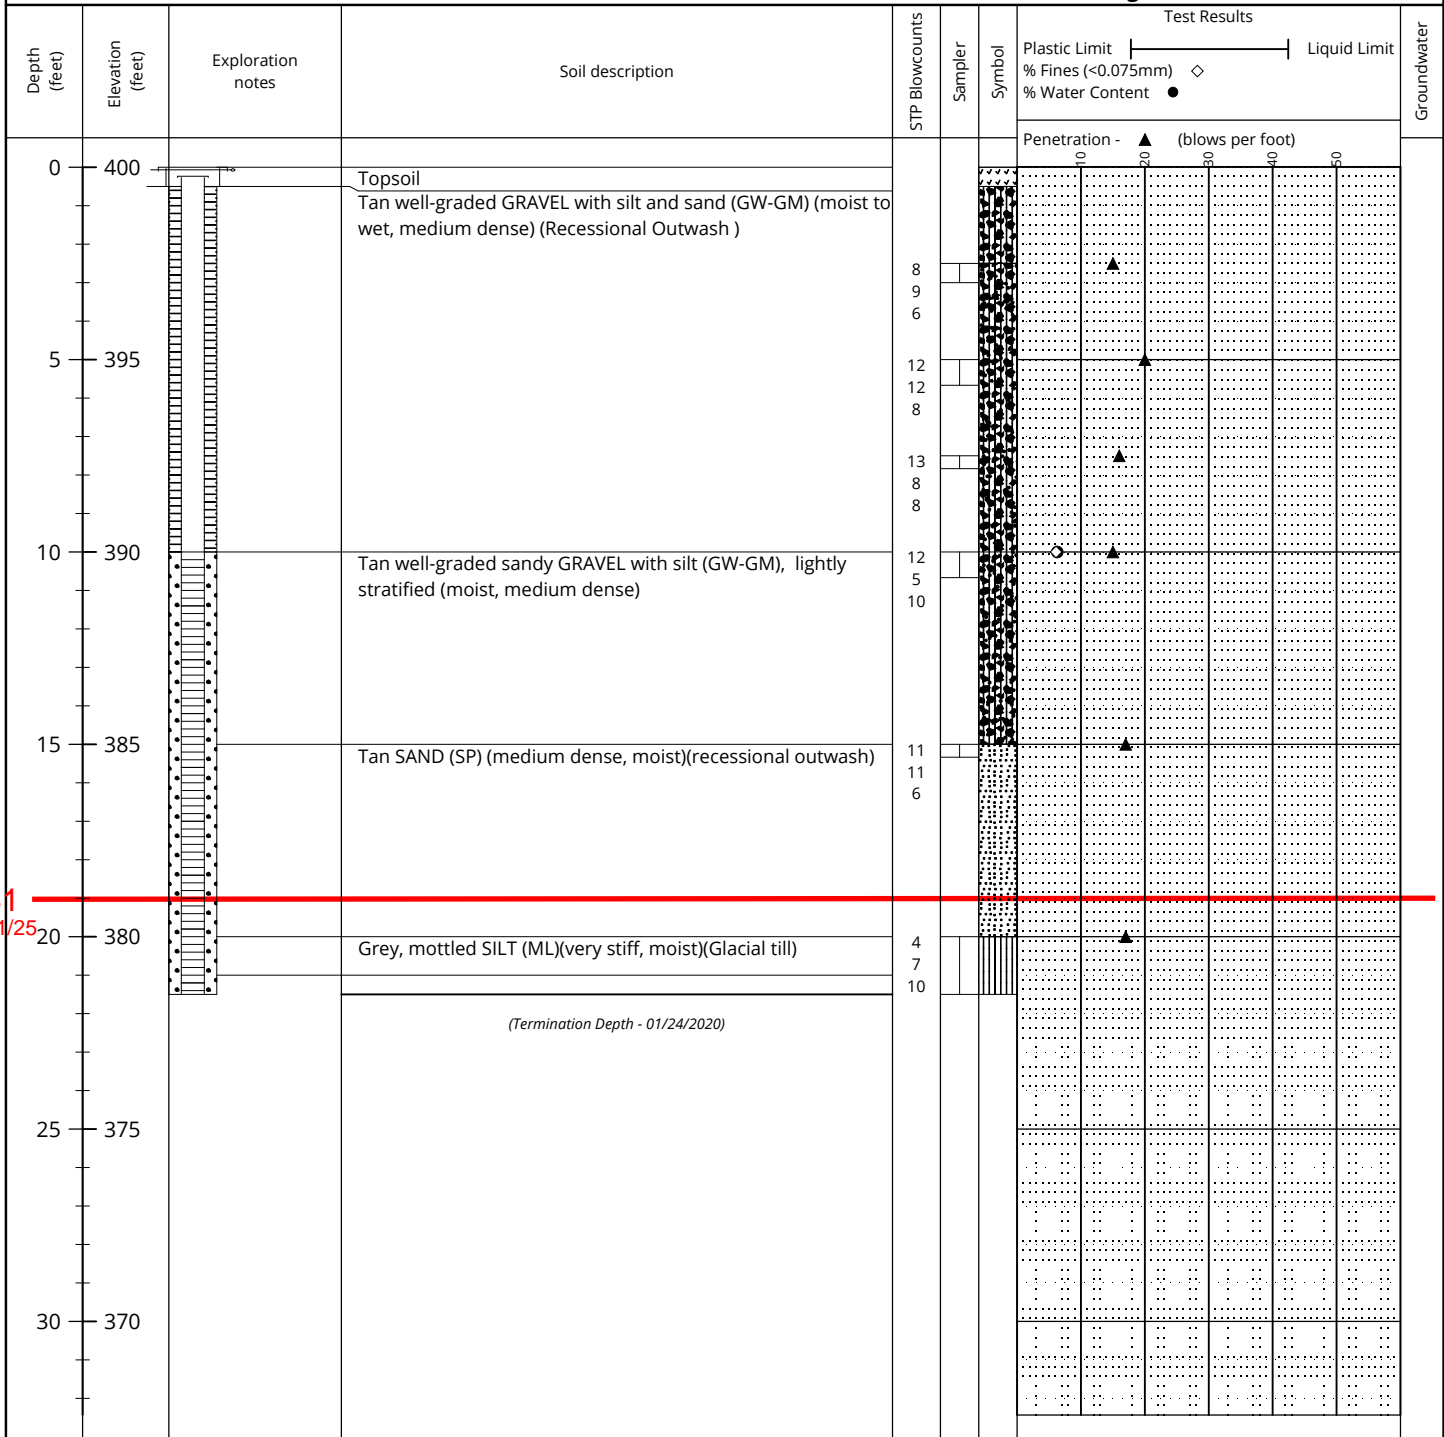 Depth
(feet)
Elevation
(feet)
Exploration
notes
Soil description
STP Blowcounts
Sampler
Symbol
Test Results
Plastic Limit
Liquid Limit
% Fines (<0.075mm)
% Water Content
Penetration - ▲ (blows per foot)
Groundwater
10 20 30 40 50
0 400
Topsoil
Tan well-graded GRAVEL with silt and sand (GW-GM) (moist to
wet, medium dense) (Recessional Outwash )
8
9
6
5 395
12
12
8
13
8
8
10 390
Tan well-graded sandy GRAVEL with silt (GW-GM), lightly
stratified (moist, medium dense)
12
5
10
15 385
Tan SAND (SP) (medium dense, moist)(recessional outwash)
11
11
6
1
1/25
20 380
Grey, mottled SILT (ML)(very stiff, moist)(Glacial till)
4
7
10
(Termination Depth - 01/24/2020)
25 375
30 370